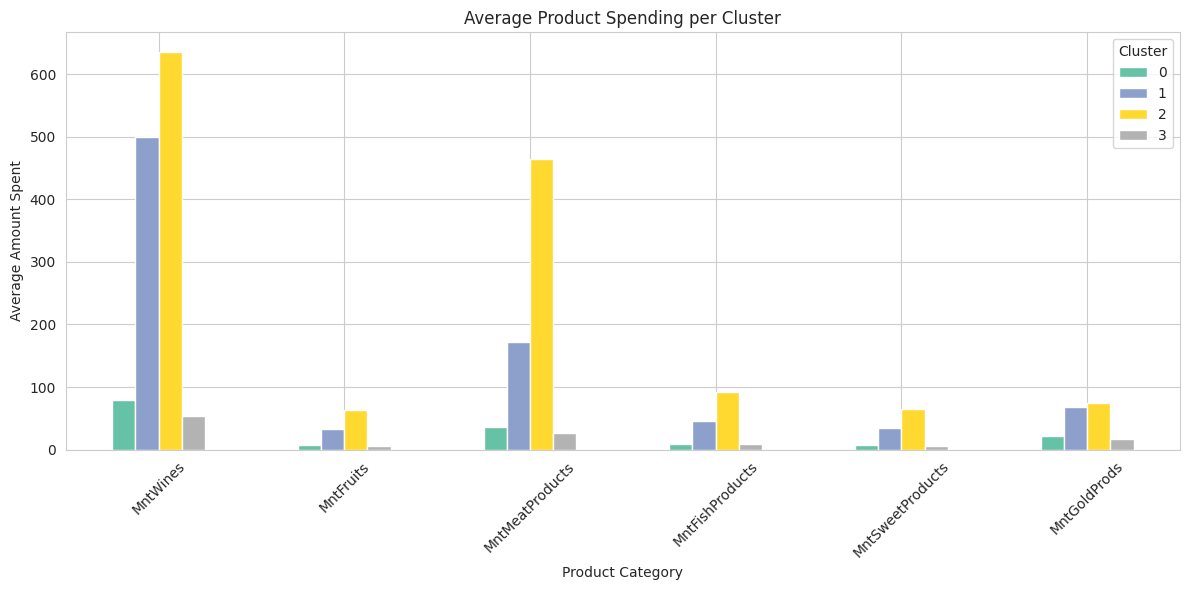 Average Product Spending per Cluster
Cluster
0
1
2
3
Average Amount Spent
600
500
400
300
200
100
0
MntWines
MntFruits
MntMeatProducts
MntFishProducts
MntSweetProducts
MntGoldProds
Product Category